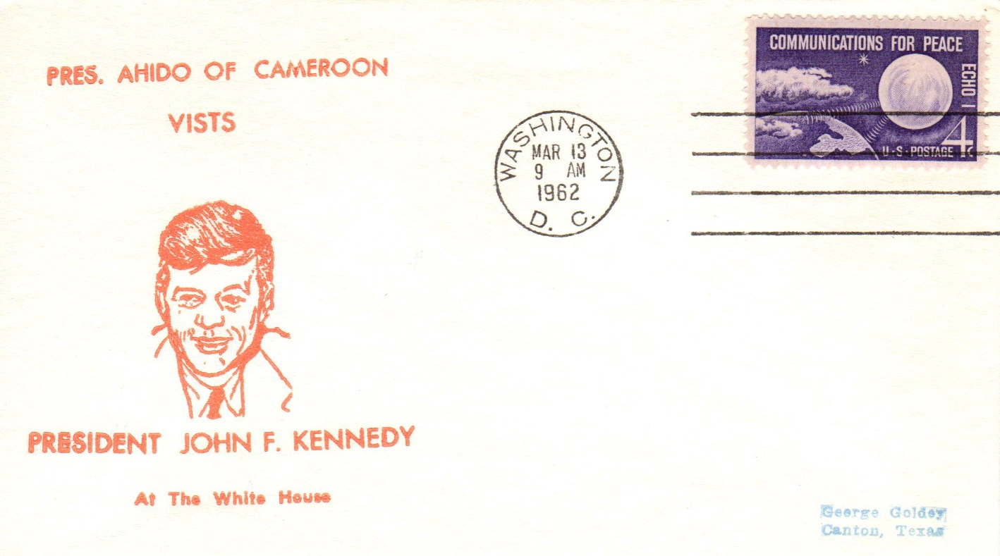 PRES. AHIDO OF CAMEROON
VISTS
PRESIDENT JOHN F. KENNEDY
At The White House
WASHINGTON
MAR 13
9 AM
1962
D. C.
COMMUNICATIONS FOR PEACE
ECHO I
4c
U·S·POSTAGE
George Goldey
Canton, Texas